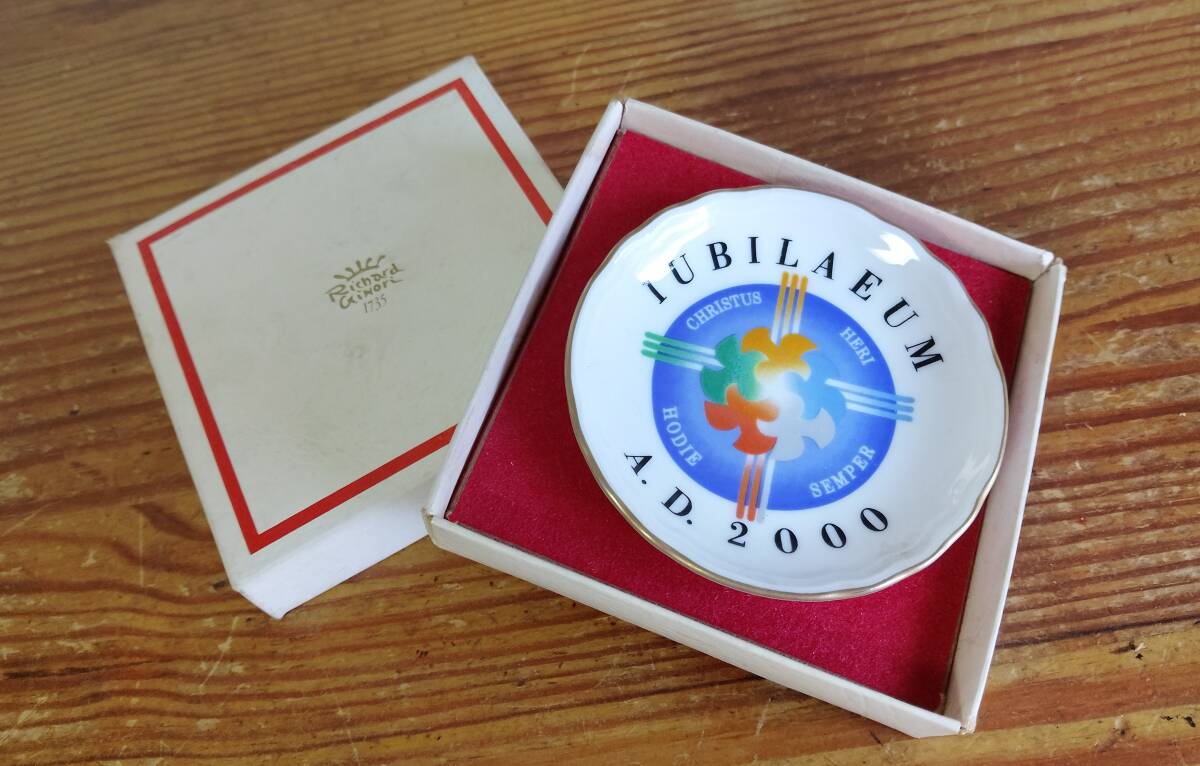 Richard
Ginori
1735
IUBILAEUM
CHRISTUS
HERI
HODIE
SEMPER
A. D. 2000